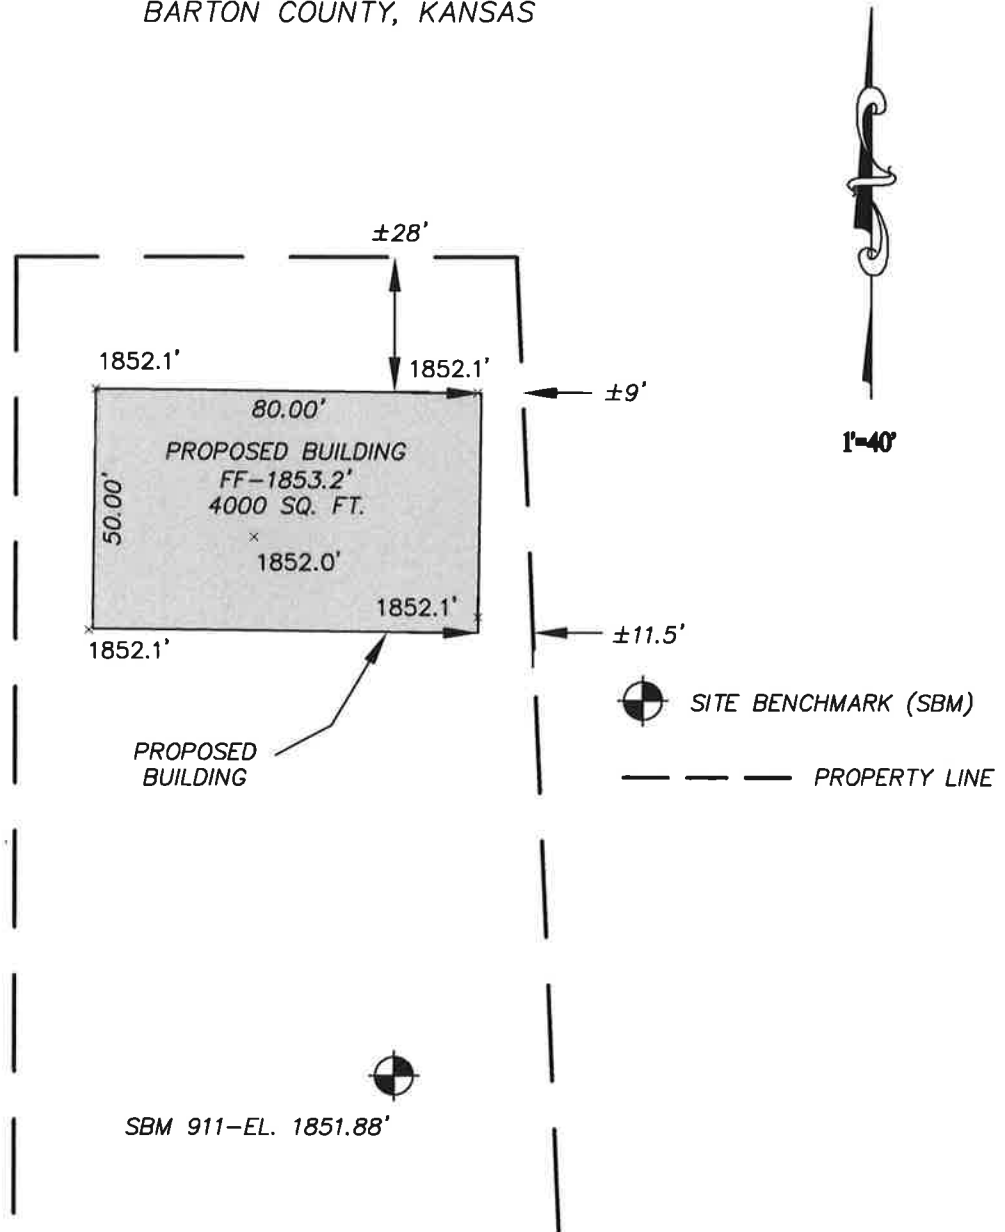 BARTON COUNTY, KANSAS
±28'
1852.1'
1852.1'
±9'
80.00'
1'=40'
PROPOSED BUILDING
FF-1853.2'
4000 SQ. FT.
50.00'
1852.0'
1852.1'
±11.5'
1852.1'
SITE BENCHMARK (SBM)
PROPOSED
BUILDING
PROPERTY LINE
SBM 911-EL. 1851.88'